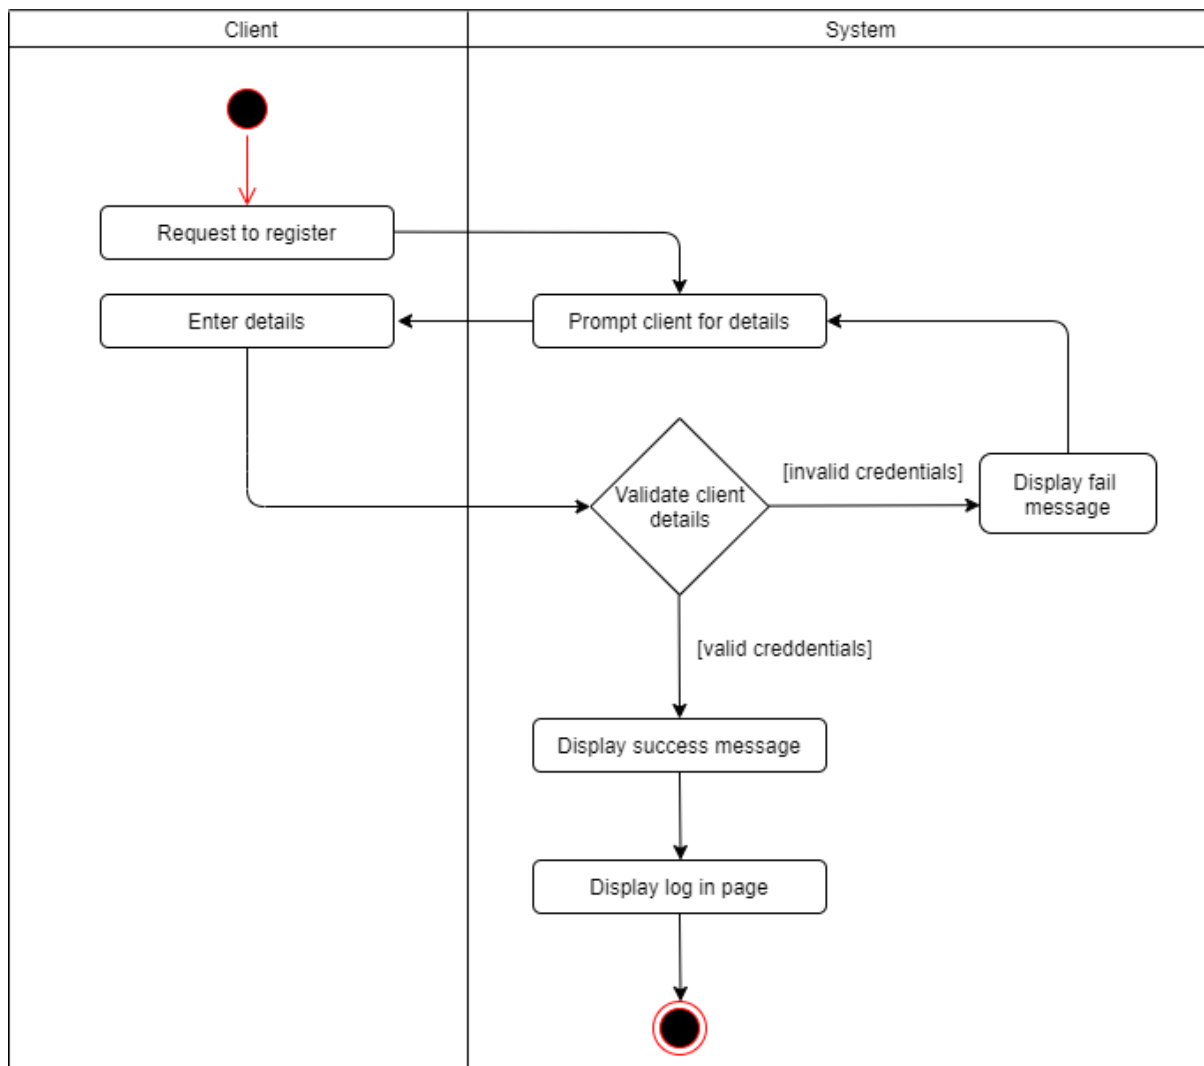 Client
System
Request to register
Enter details
Prompt client for details
[invalid credentials]
Display fail
message
Validate client
details
[valid creddentials]
Display success message
Display log in page